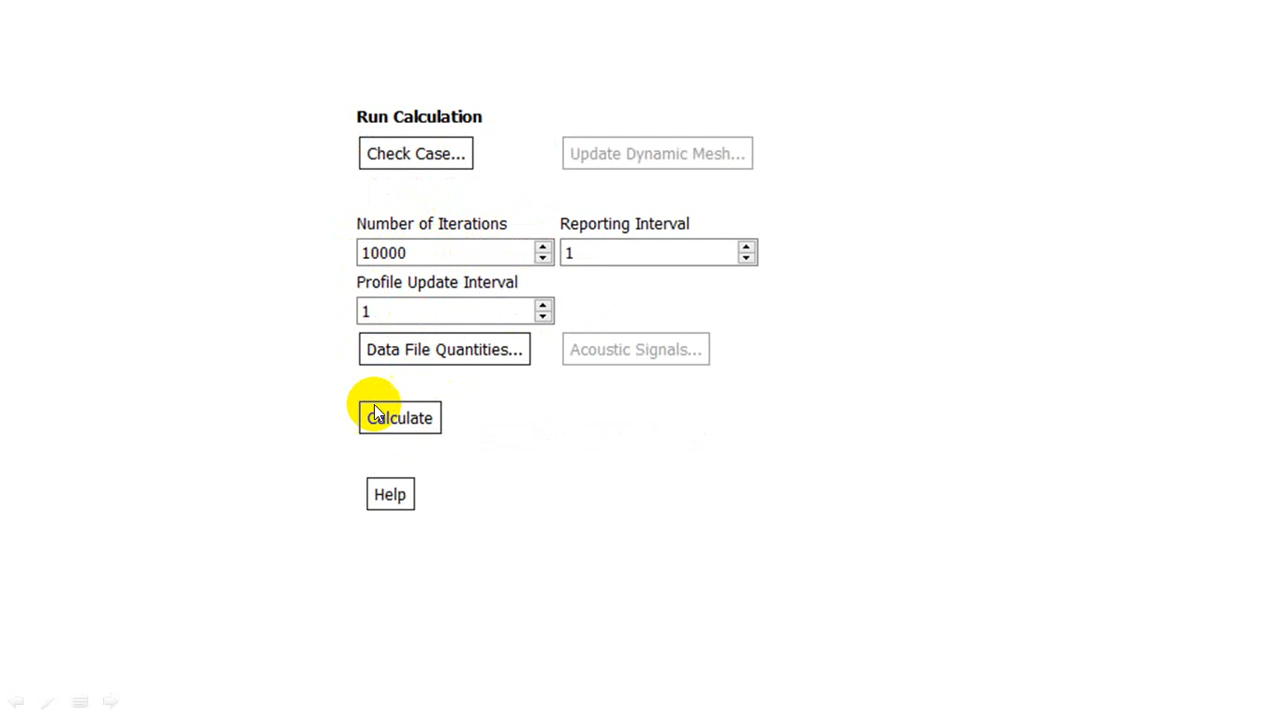 Run Calculation
Check Case... Update Dynamic Mesh...
Number of Iterations Reporting Interval
10000 1
Profile Update Interval
1
Data File Quantities... Acoustic Signals...
Calculate
Help